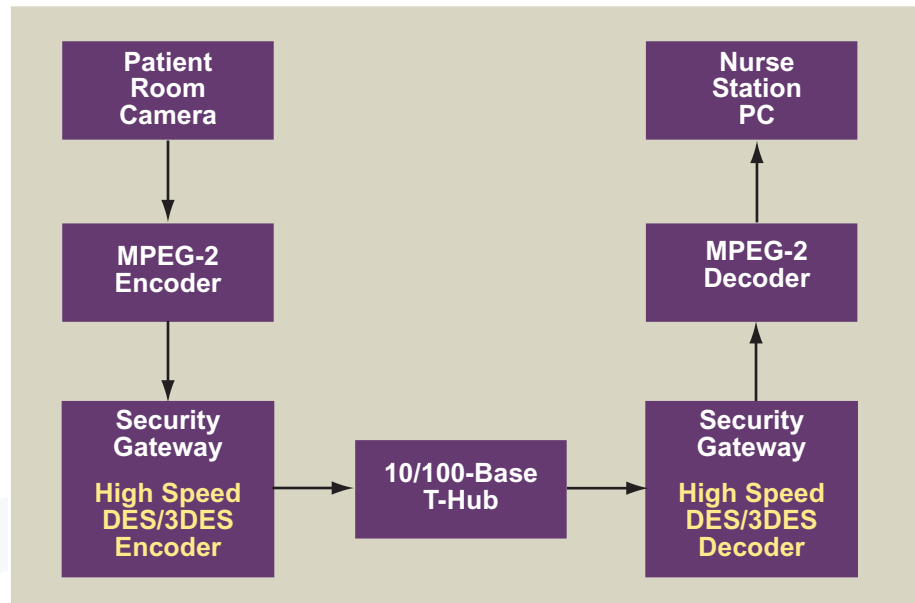 Patient
Room
Camera
MPEG-2
Encoder
Security
Gateway
High Speed
DES/3DES
Encoder
10/100-Base
T-Hub
Security
Gateway
High Speed
DES/3DES
Decoder
MPEG-2
Decoder
Nurse
Station
PC